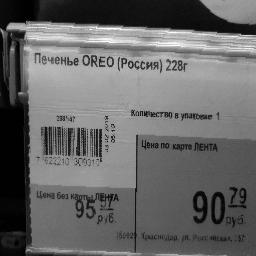 Печенье OREO (Россия) 228г
Количество в упаковке 1
Цена по карте ЛЕНТА
90 79
руб.
Цена без карты ЛЕНТА
95 57
руб.
Краснодар, ул. Российская,